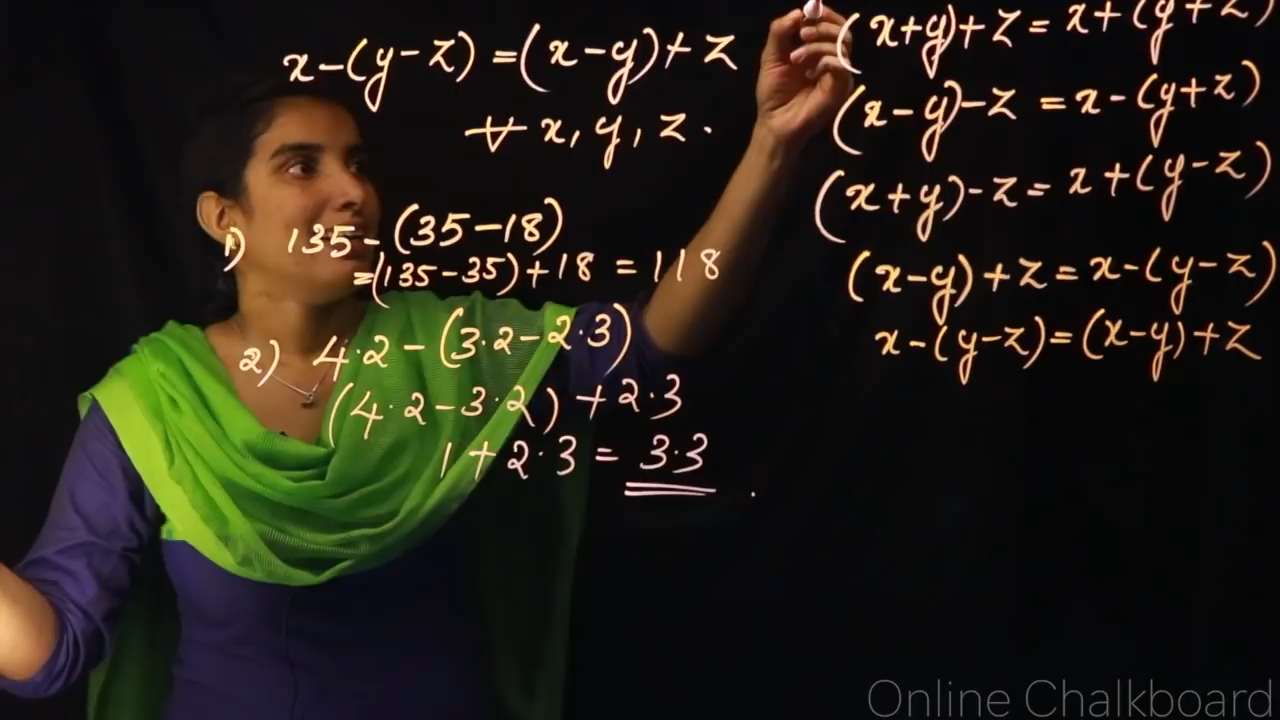 x-(y-z)=(x-y)+z
∀ x, y, z.
1) 135-(35-18)
=(135-35)+18 = 118
2) 4·2-(3·2-2·3)
(4·2-3·2)+2·3
1+2·3 = 3·3
(x+y)+z=x+(y+z)
(x-y)-z = x-(y+z)
(x+y)-z= x+(y-z)
(x-y)+z=x-(y-z)
x-(y-z)=(x-y)+z
Online Chalkboard